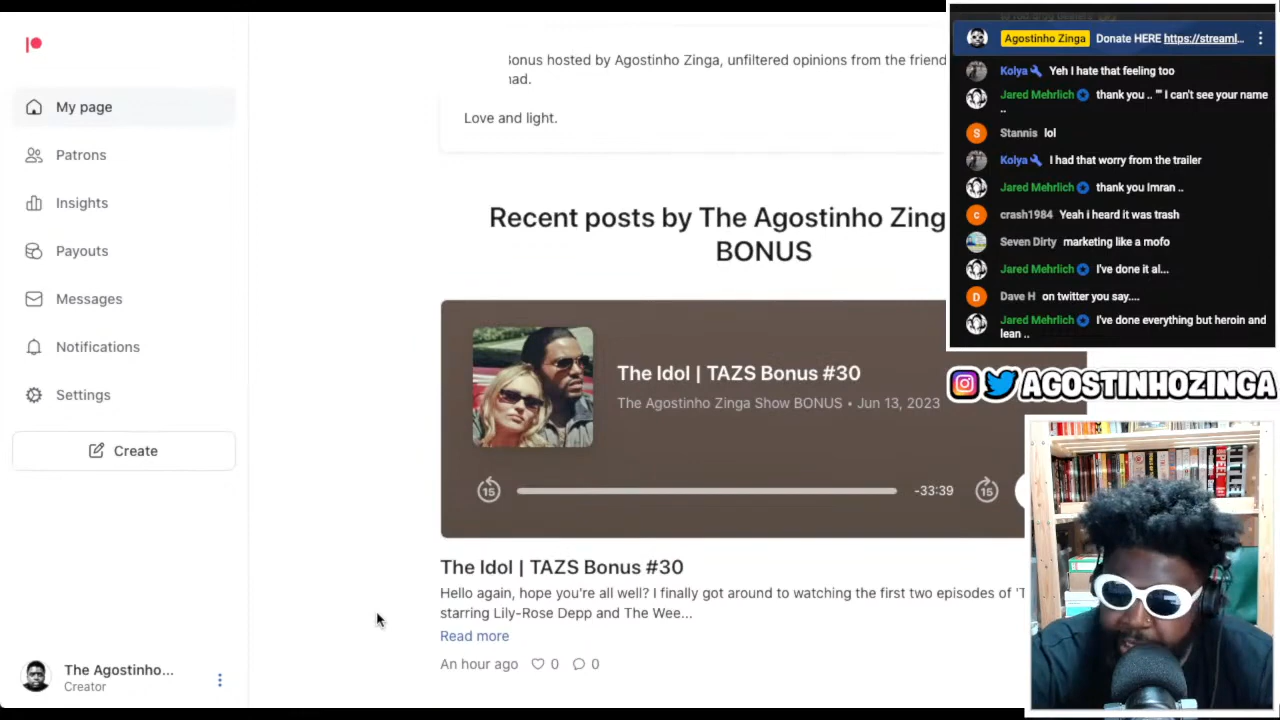 My page
Patrons
Insights
Payouts
Messages
Notifications
Settings
Create
The Agostinho...
Creator
Bonus hosted by Agostinho Zinga, unfiltered opinions from the friend
Love and light.
Recent posts by The Agostinho Zing
BONUS
The Idol | TAZS Bonus #30
The Agostinho Zinga Show BONUS • Jun 13, 2023
15
-33:39
15
The Idol | TAZS Bonus #30
Hello again, hope you're all well? I finally got around to watching the first two episodes of 'T
starring Lily-Rose Depp and The Wee...
Read more
An hour ago 0 0
Agostinho Zinga Donate HERE https://streaml...
Kolya Yeh I hate that feeling too
Jared Mehrlich thank you .. "" I can't see your name
..
Stannis lol
Kolya I had that worry from the trailer
Jared Mehrlich thank you Imran ..
crash1984 Yeah i heard it was trash
Seven Dirty marketing like a mofo
Jared Mehrlich I've done it al...
Dave H on twitter you say....
Jared Mehrlich I've done everything but heroin and
lean ..
AGOSTINHOZINGA